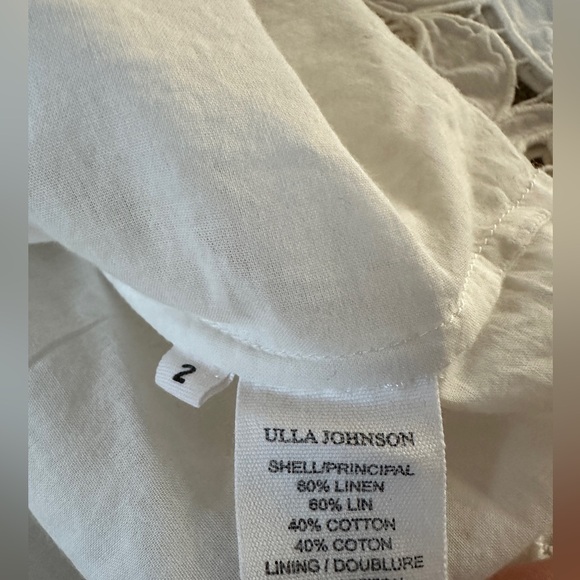 2
ULLA JOHNSON
SHELL/PRINCIPAL
60% LINEN
60% LIN
40% COTTON
40% COTON
LINING / DOUBLURE